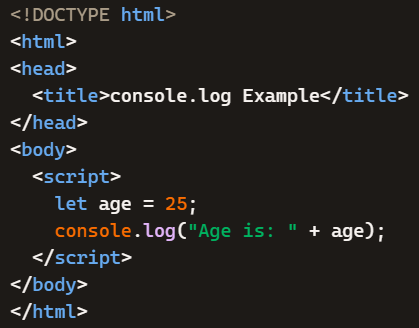 <!DOCTYPE html>
<html>
<head>
  <title>console.log Example</title>
</head>
<body>
  <script>
    let age = 25;
    console.log("Age is: " + age);
  </script>
</body>
</html>